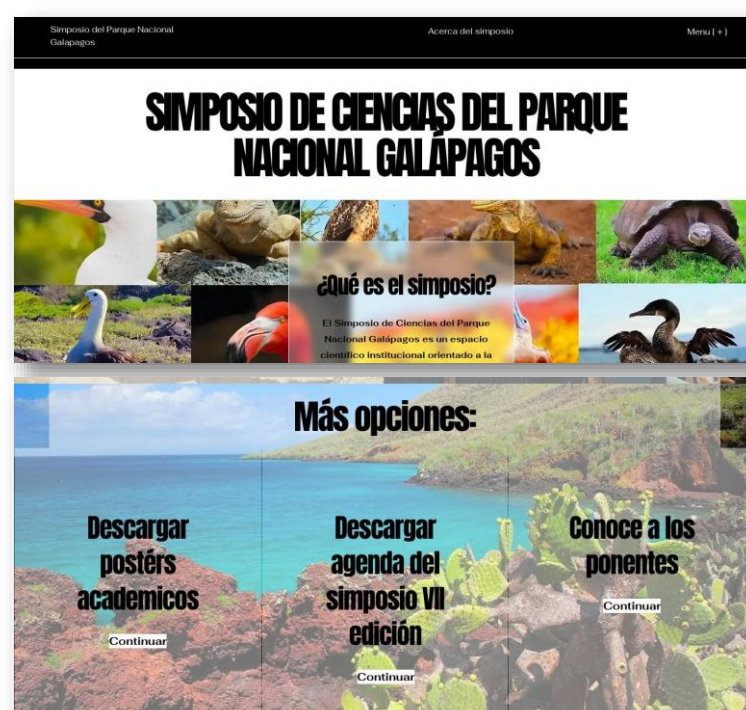 Simposio del Parque Nacional
Galapagos
Acerca del simposio
Menu [ + ]
SIMPOSIO DE CIENCIAS DEL PARQUE
NACIONAL GALÁPAGOS
¿Qué es el simposio?
El Simposio de Ciencias del Parque
Nacional Galápagos es un espacio
científico institucional orientado a la
Más opciones:
Descargar
postérs
academicos
Continuar
Descargar
agenda del
simposio VII
edición
Continuar
Conoce a los
ponentes
Continuar